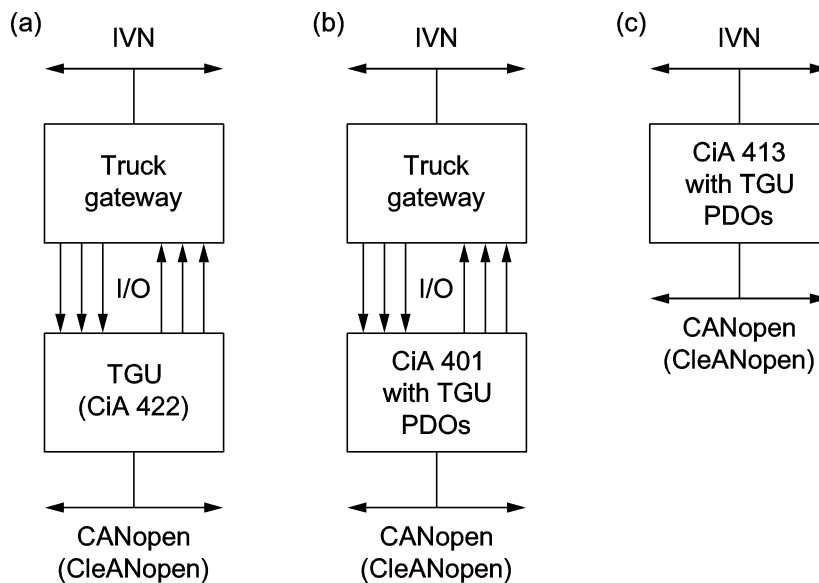 (a)
IVN
Truck
gateway
I/O
TGU
(CiA 422)
CANopen
(CleANopen)
(b)
IVN
Truck
gateway
I/O
CiA 401
with TGU
PDOs
CANopen
(CleANopen)
(c)
IVN
CiA 413
with TGU
PDOs
CANopen
(CleANopen)